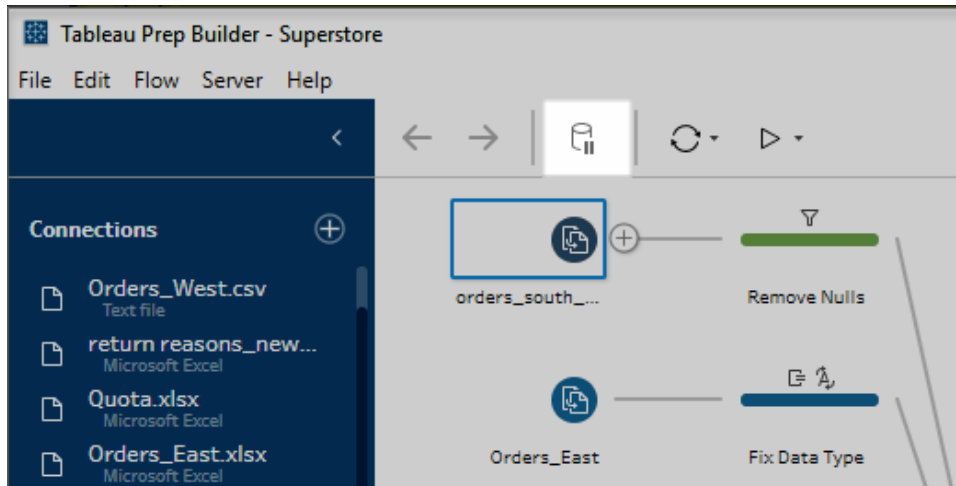 Tableau Prep Builder - Superstore
File Edit Flow Server Help
Connections
Orders_West.csv
Text file
return reasons_new...
Microsoft Excel
Quota.xlsx
Microsoft Excel
Orders_East.xlsx
Microsoft Excel
orders_south_...
Remove Nulls
Orders_East
Fix Data Type